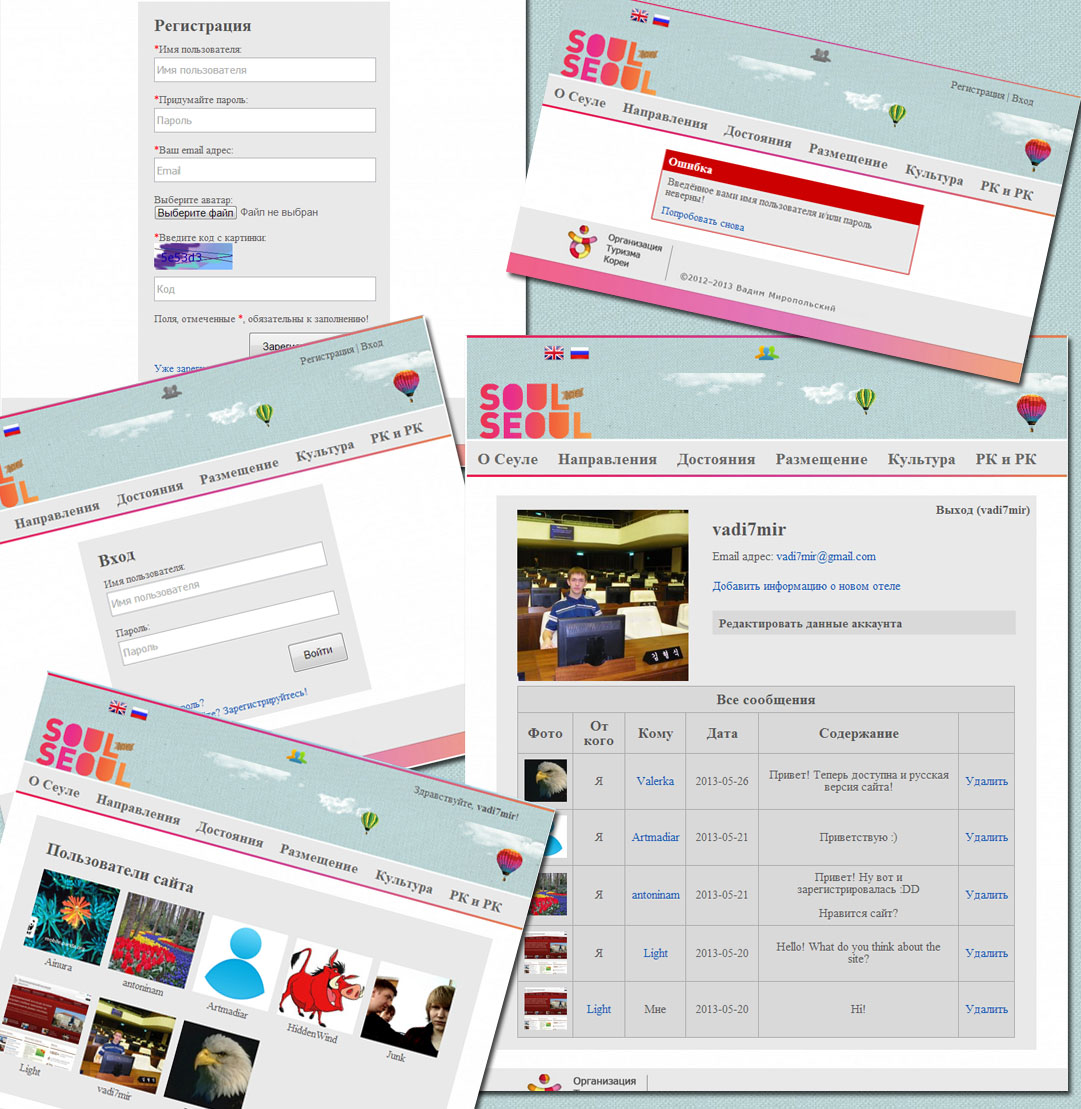 Регистрация
*Имя пользователя:
Имя пользователя
*Придумайте пароль:
Пароль
*Ваш email адрес:
Email
Выберите аватар:
Выберите файл Файл не выбран
*Введите код с картинки:
5e53d3
Код
Поля, отмеченные *, обязательны к заполнению!
SOUL
SEOUL
Регистрация | Вход
О Сеуле Направления Достояния Размещение Культура РК и РК
Ошибка
Введённое вами имя пользователя и/или пароль
неверны!
Попробовать снова
Организация
Туризма
Кореи
©2012-2013 Вадим Миропольский
Регистрация | Вход
Направления Достояния Размещение Культура РК и РК
Вход
Имя пользователя:
Имя пользователя
Пароль:
Пароль
Войти
Зарегистрируйтесь!
SOUL
SEOUL
О Сеуле Направления Достояния Размещение Культура РК и РК
Выход (vadi7mir)
vadi7mir
Email адрес: vadi7mir@gmail.com
Добавить информацию о новом отеле
Редактировать данные аккаунта
Все сообщения
Фото От кого Кому Дата Содержание
Я Valerka 2013-05-26 Привет! Теперь доступна и русская
версия сайта! Удалить
Я Artmadiar 2013-05-21 Приветствую :) Удалить
Я antoninam 2013-05-21 Привет! Ну вот и
зарегистрировалась :DD
Нравится сайт? Удалить
Я Light 2013-05-20 Hello! What do you think about the
site? Удалить
Light Мне 2013-05-20 Hi! Удалить
Организация
SOUL
SEOUL
Здравствуйте, vadi7mir!
О Сеуле Направления Достояния Размещение Культура РК и РК
Пользователи сайта
Ainura
antoninam
Artmadiar
HiddenWind
Junk
Light
vadi7mir